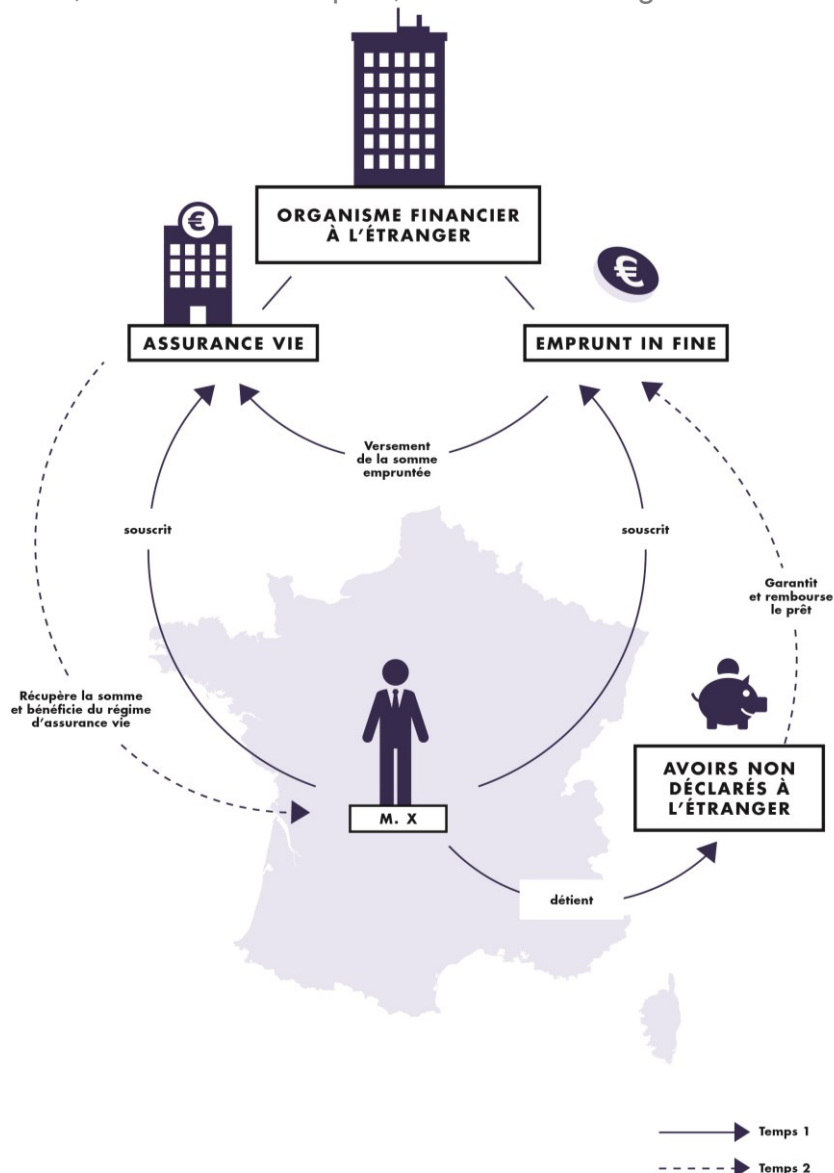 ORGANISME FINANCIER
À L'ÉTRANGER
€
€
ASSURANCE VIE
EMPRUNT IN FINE
Versement
de la somme
empruntée
souscrit
souscrit
Garantit
et rembourse
le prêt
Récupère la somme
et bénéficie du régime
d'assurance vie
AVOIRS NON
DÉCLARÉS À
L'ÉTRANGER
M. X
détient
Temps 1
Temps 2